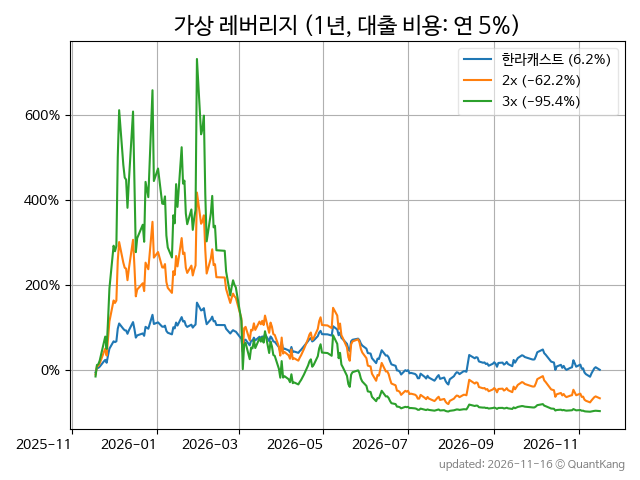 가상 레버리지 (1년, 대출 비용: 연 5%)
한라캐스트 (6.2%)
2x (-62.2%)
3x (-95.4%)
600%
400%
200%
0%
2025-11 2026-01 2026-03 2026-05 2026-07 2026-09 2026-11
updated: 2026-11-16 © QuantKang